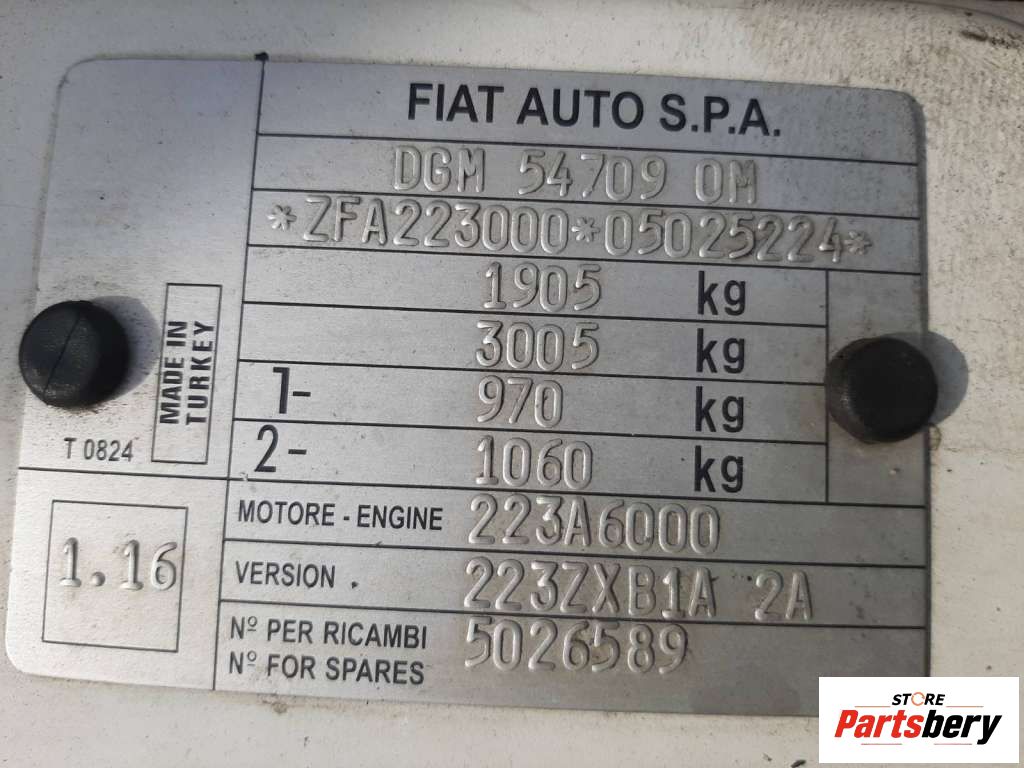 FIAT AUTO S.P.A.
DGM 54709 OM
*ZFA223000*05025224*
1905 kg
3005 kg
1- 970 kg
2- 1060 kg
MADE IN
TURKEY
T 0824
MOTORE - ENGINE 223A6000
1.16
VERSION . 223ZXB1A 2A
Nº PER RICAMBI 5026589
Nº FOR SPARES
STORE
Partsbery